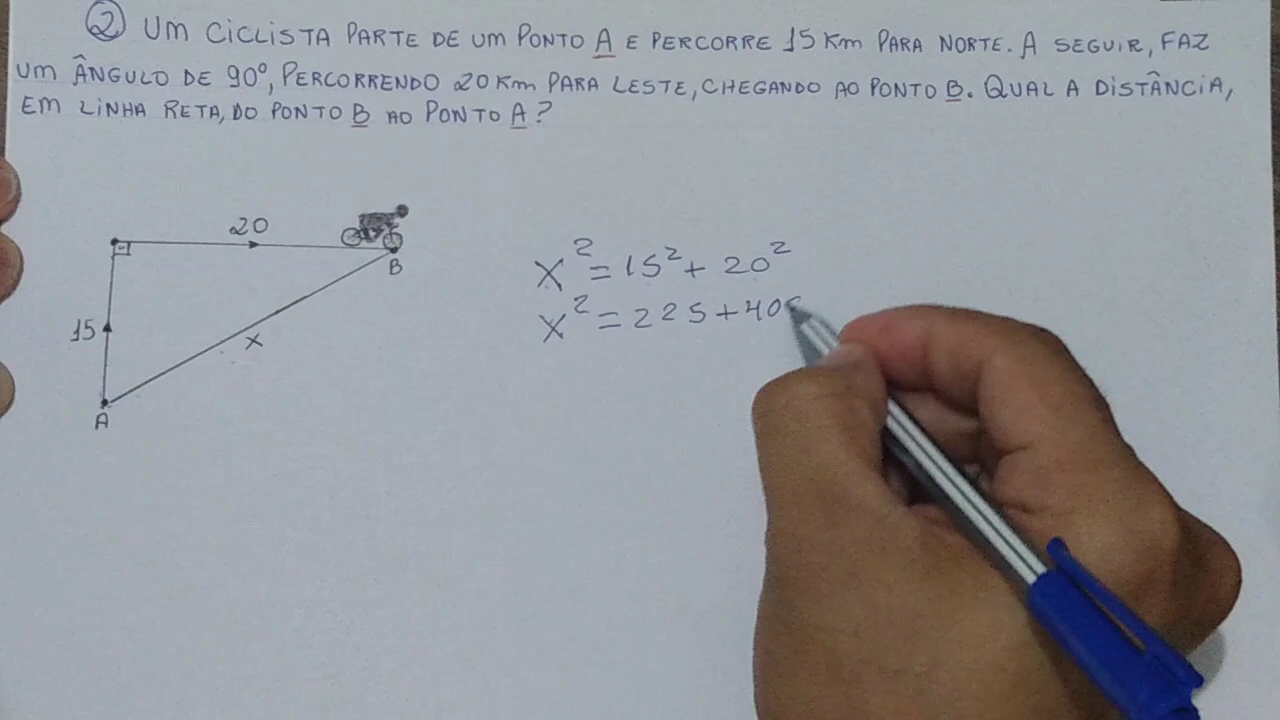 ② UM CICLISTA PARTE DE UM PONTO A E PERCORRE 15 Km PARA NORTE. A SEGUIR, FAZ
UM ÂNGULO DE 90º, PERCORRENDO 20 Km PARA LESTE, CHEGANDO AO PONTO B. QUAL A DISTÂNCIA,
EM LINHA RETA, DO PONTO B AO PONTO A?
20
B
15
x
A
x² = 15² + 20²
x² = 225 + 400